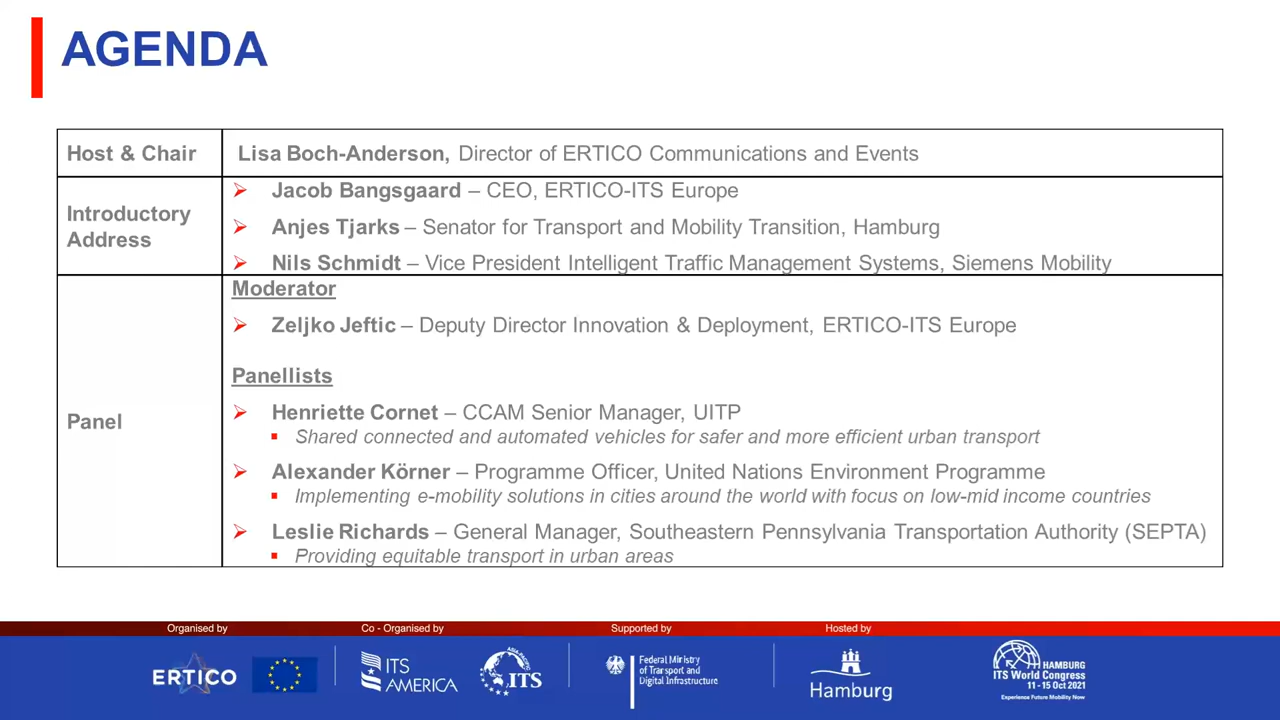 AGENDA
Host & Chair
Lisa Boch-Anderson, Director of ERTICO Communications and Events
Introductory
Address
Jacob Bangsgaard – CEO, ERTICO-ITS Europe
Anjes Tjarks – Senator for Transport and Mobility Transition, Hamburg
Nils Schmidt – Vice President Intelligent Traffic Management Systems, Siemens Mobility
Panel
Moderator
Zeljko Jeftic – Deputy Director Innovation & Deployment, ERTICO-ITS Europe
Panellists
Henriette Cornet – CCAM Senior Manager, UITP
Shared connected and automated vehicles for safer and more efficient urban transport
Alexander Körner – Programme Officer, United Nations Environment Programme
Implementing e-mobility solutions in cities around the world with focus on low-mid income countries
Leslie Richards – General Manager, Southeastern Pennsylvania Transportation Authority (SEPTA)
Providing equitable transport in urban areas
Organised by
Co - Organised by
Supported by
Hosted by
ERTICO
ITS
AMERICA
ASIA-PACIFIC
ITS
Federal Ministry
of Transport and
Digital Infrastructure
Hamburg
HAMBURG
ITS World Congress
11 - 15 Oct 2021
Experience Future Mobility Now